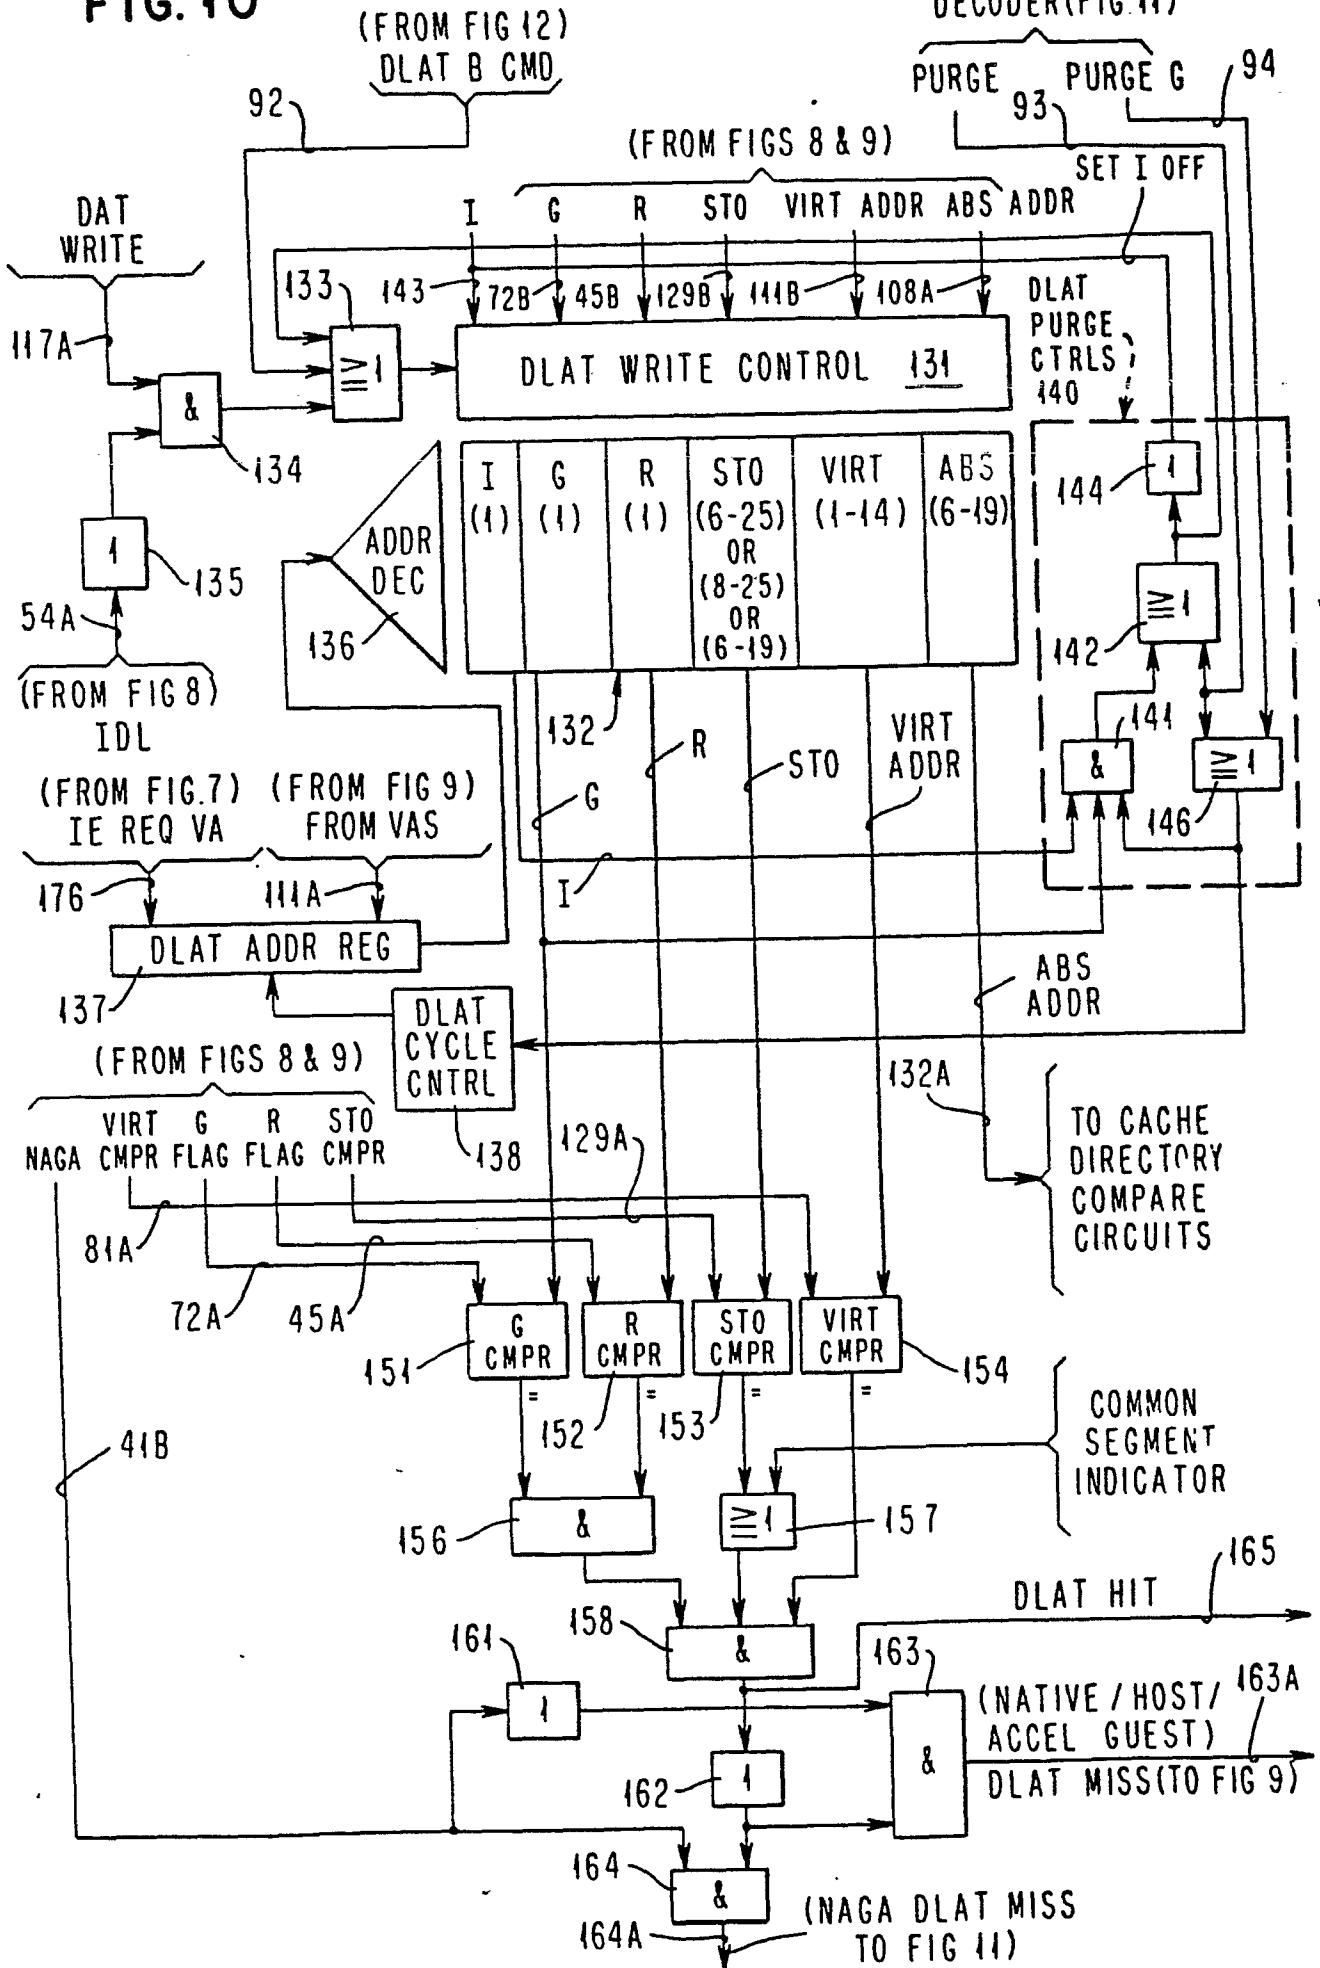 FIG. 10
(FROM FIG 12)
DLAT B CMD
DECODER (FIG. 11)
PURGE
PURGE G
94
92
93
(FROM FIGS 8 & 9)
SET I OFF
DAT
WRITE
I
G
R
STO
VIRT ADDR
ABS ADDR
133
143
72B
45B
129B
111B
108A
DLAT
PURGE
CTRLS
140
117A
≥1
DLAT WRITE CONTROL 131
&
134
ADDR
DEC
136
I
(1)
G
(1)
R
(1)
STO
(6-25)
OR
(8-25)
OR
(6-19)
VIRT
(1-14)
ABS
(6-19)
1
144
1
135
≥1
142
54A
(FROM FIG 8)
IDL
132
R
STO
VIRT
ADDR
141
&
≥1
146
(FROM FIG. 7)
IE REQ VA
(FROM FIG 9)
FROM VAS
G
176
111A
I
DLAT ADDR REG
137
ABS
ADDR
DLAT
CYCLE
CNTRL
138
(FROM FIGS 8 & 9)
132A
NAGA
VIRT
CMPR
G
FLAG
R
FLAG
STO
CMPR
129A
TO CACHE
DIRECTORY
COMPARE
CIRCUITS
81A
72A
45A
G
CMPR
R
CMPR
STO
CMPR
VIRT
CMPR
151
154
=
=
=
=
152
153
COMMON
SEGMENT
INDICATOR
41B
156
&
≥1
157
165
DLAT HIT
158
&
161
163
1
(NATIVE / HOST /
ACCEL GUEST)
163A
&
DLAT MISS (TO FIG 9)
162
1
164
&
164A
(NAGA DLAT MISS
TO FIG 11)